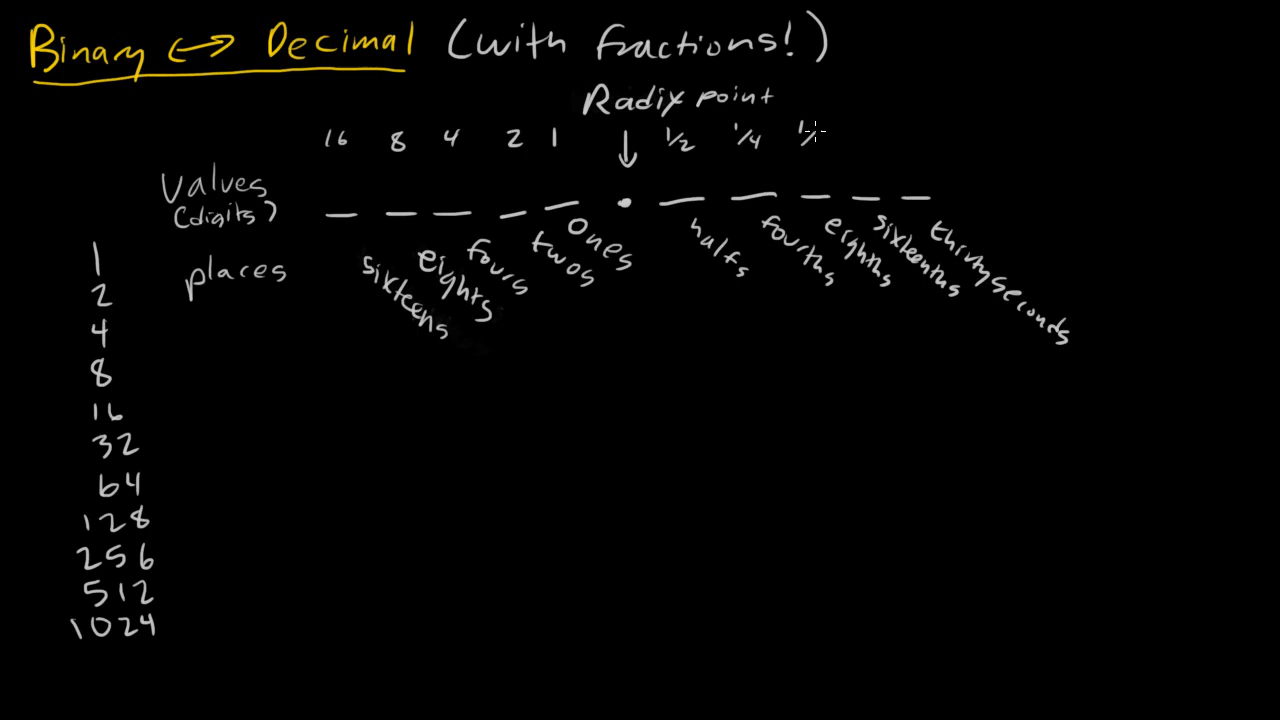 Binary ↔ Decimal (with fractions!)
Radix point
16 8 4 2 1 ↓ 1/2 1/4 1/
Values
(digits)
— — — — — . — — — — —
places
sixteens eights fours twos ones halfs fourths eighths sixteenths thirtyseconds
1
2
4
8
16
32
64
128
256
512
1024